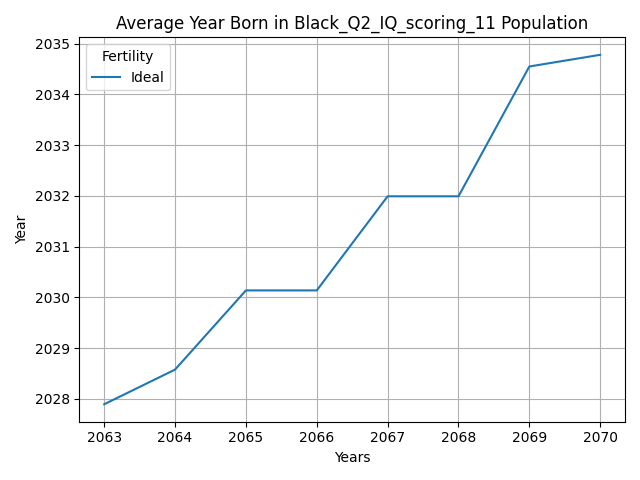 Average Year Born in Black_Q2_IQ_scoring_11 Population
Fertility
Ideal
Year
2035
2034
2033
2032
2031
2030
2029
2028
2063 2064 2065 2066 2067 2068 2069 2070
Years